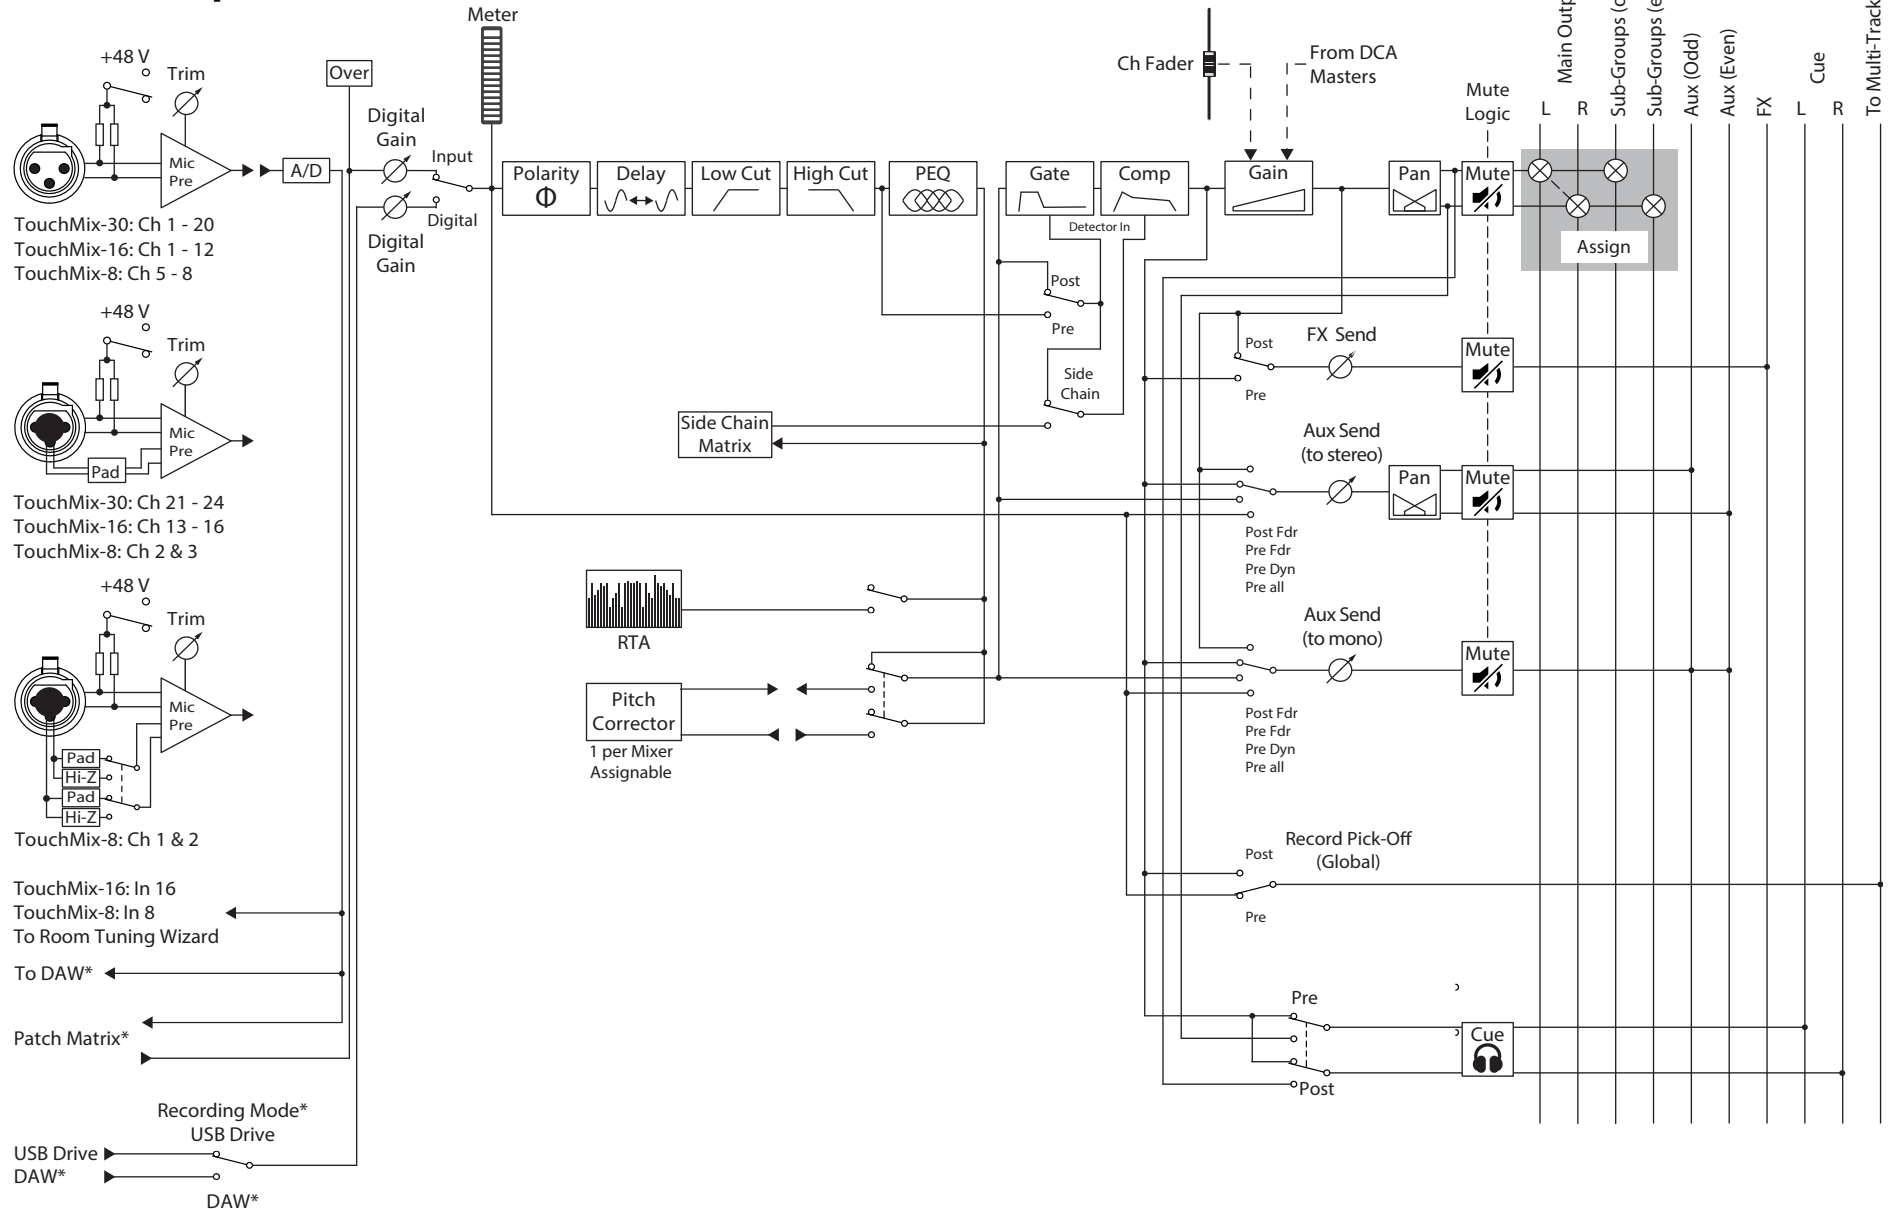 Meter
+48 V
Trim
Over
Digital
Gain
Input
Digital
Digital
Gain
Mic
Pre
A/D
Polarity
Φ
Delay
Low Cut
High Cut
PEQ
Gate
Comp
Detector In
Ch Fader
From DCA
Masters
Gain
Pan
Mute
Logic
Mute
Main
L
R
Sub-Groups
Sub-Groups
Aux (Odd)
Aux (Even)
FX
Cue
L
R
To Multi-Track
Assign
TouchMix-30: Ch 1 - 20
TouchMix-16: Ch 1 - 12
TouchMix-8: Ch 5 - 8
+48 V
Trim
Mic
Pre
Pad
TouchMix-30: Ch 21 - 24
TouchMix-16: Ch 13 - 16
TouchMix-8: Ch 2 & 3
Post
Pre
Side
Chain
Side Chain
Matrix
Post
Pre
FX Send
Mute
Aux Send
(to stereo)
Pan
Mute
Post Fdr
Pre Fdr
Pre Dyn
Pre all
+48 V
Trim
Mic
Pre
Pad
Hi-Z
Pad
Hi-Z
TouchMix-8: Ch 1 & 2
RTA
Pitch
Corrector
1 per Mixer
Assignable
Aux Send
(to mono)
Mute
Post Fdr
Pre Fdr
Pre Dyn
Pre all
Record Pick-Off
(Global)
Post
Pre
TouchMix-16: In 16
TouchMix-8: In 8
To Room Tuning Wizard
To DAW*
Patch Matrix*
Pre
Post
Cue
Recording Mode*
USB Drive
USB Drive
DAW*
DAW*